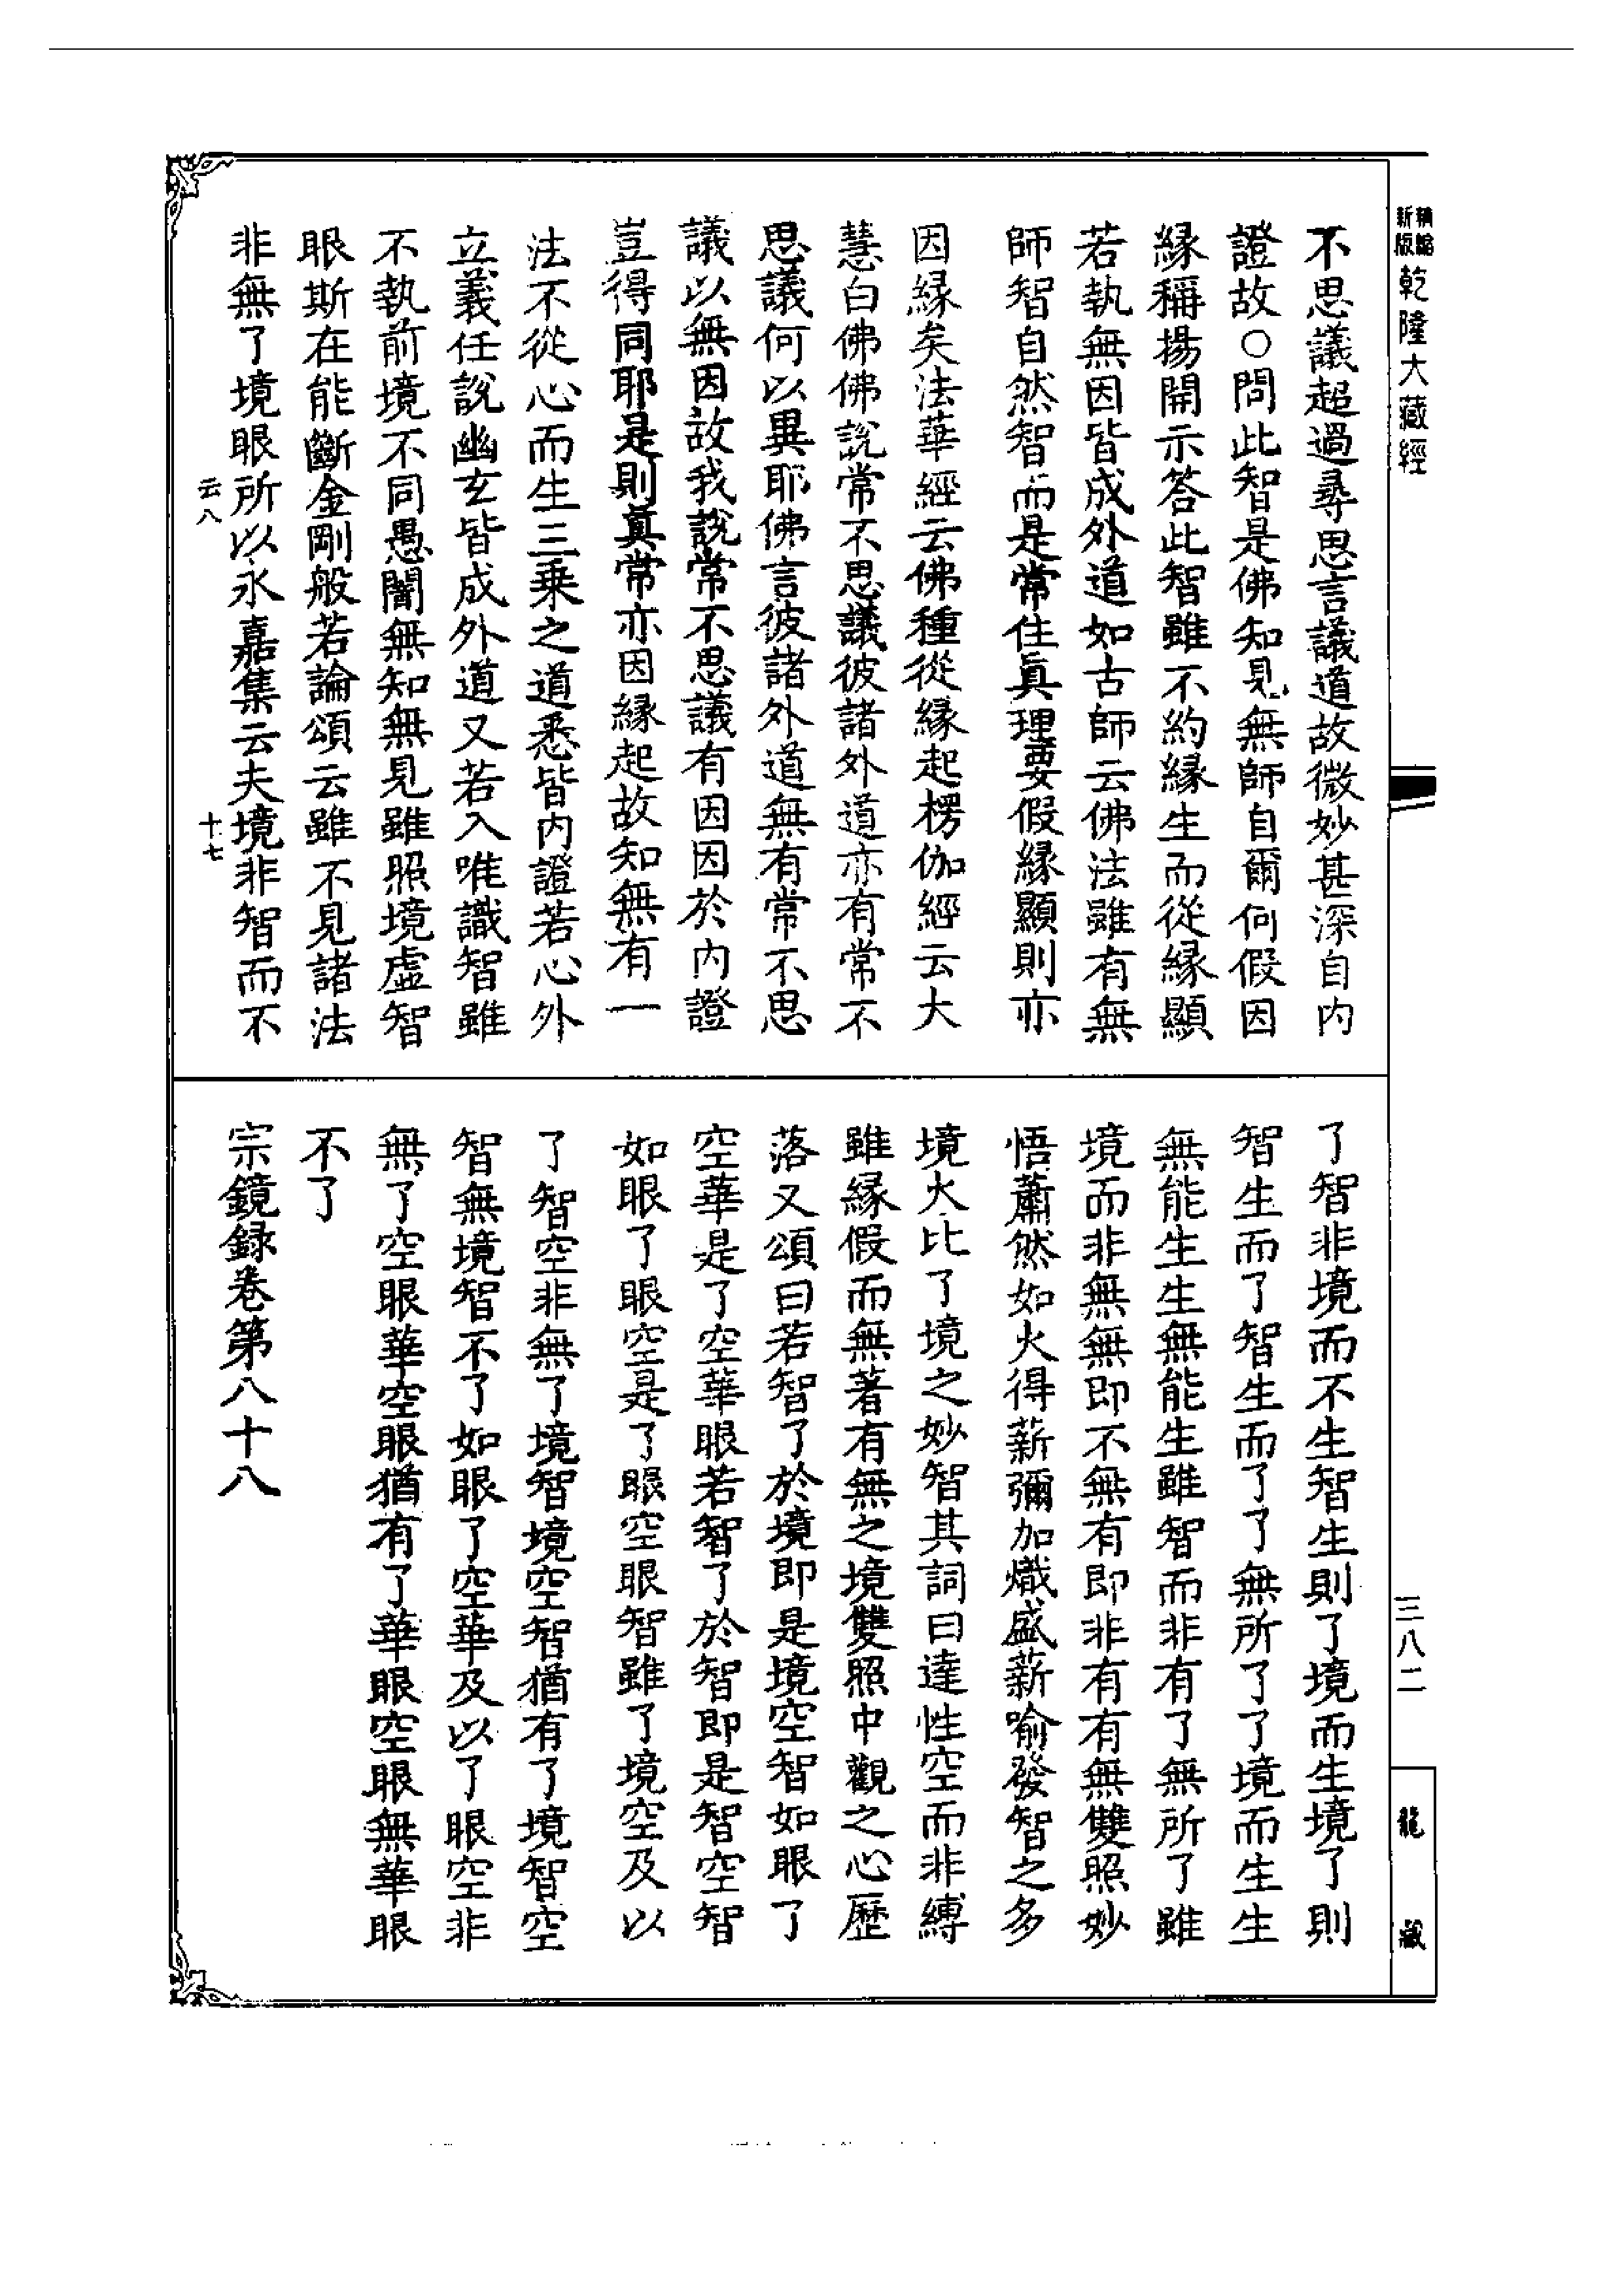 新版精編
乾隆大藏經
三八二
龍藏
不思議超過尋思言議道故微妙甚深自內
證故○問此智是佛知見無師自爾何假因
緣稱揚開示答此智雖不約緣生而從緣顯
若執無因皆成外道如古師云佛法雖有無
師智自然智而是常住真理要假緣顯則亦
因緣矣法華經云佛種從緣起楞伽經云大
慧白佛佛說常不思議彼諸外道亦有常不
思議何以異耶佛言彼諸外道無有常不思
議以無因故我說常不思議有因因於內證
豈得同耶是則真常亦因緣起故知無有一
法不從心而生三乘之道悉皆內證若心外
立義任說幽玄皆成外道又若入唯識智雖
不執前境不同愚闇無知無見雖照境虛智
眼斯在能斷金剛般若論頌云雖不見諸法
非無了境眼所以永嘉集云夫境非智而不
云八
十七
了智非境而不生智生則了境而生境了則
智生而了智生而了了無所了了境而生生
無能生生無能生雖智而非有了無所了雖
境而非無無即不無有即非有有無雙照妙
悟蕭然如火得薪彌加熾盛薪喻發智之多
境火比了境之妙智其詞曰達性空而非縛
雖緣假而無著有無之境雙照中觀之心歷
落又頌曰若智了於境即是境空智如眼了
空華是了空華眼若智了於智即是智空智
如眼了眼空是了眼空眼智雖了境空及以
了智空非無了境智境空智猶有了境智空
智無境智不了如眼了空華及以了眼空非
無了空眼華空眼猶有了華眼空眼無華眼
不了
宗鏡録卷第八十八